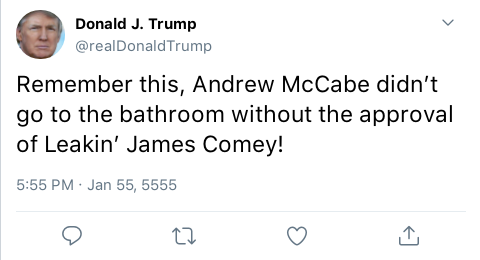 Donald J. Trump
@realDonaldTrump
Remember this, Andrew McCabe didn’t
go to the bathroom without the approval
of Leakin’ James Comey!
5:55 PM · Jan 55, 5555